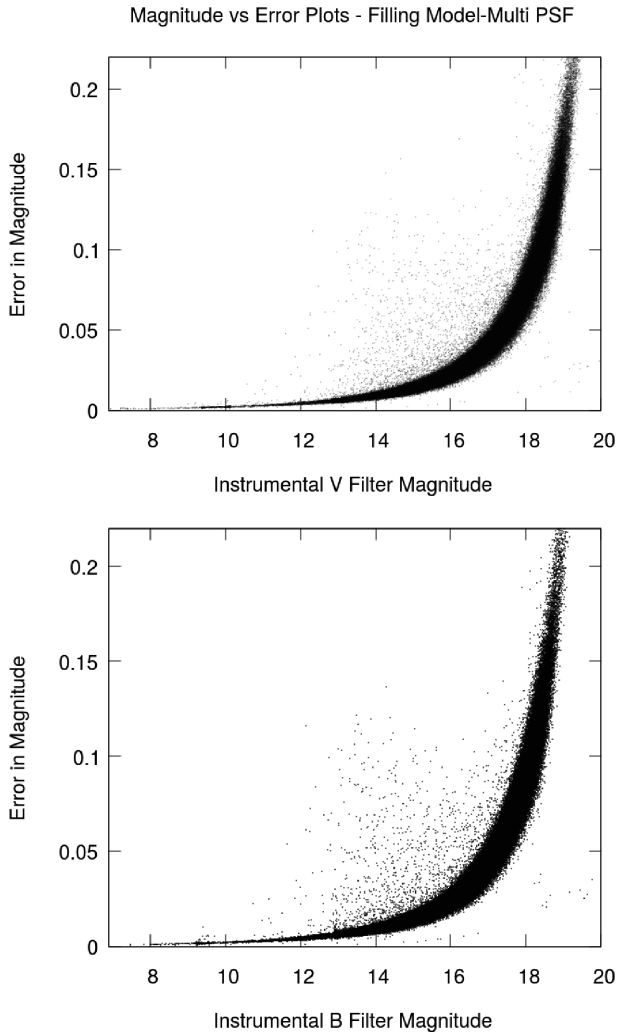 Magnitude vs Error Plots - Filling Model-Multi PSF
0.2
0.15
0.1
0.05
0
Error in Magnitude
8 10 12 14 16 18 20
Instrumental V Filter Magnitude
0.2
0.15
0.1
0.05
0
Error in Magnitude
8 10 12 14 16 18 20
Instrumental B Filter Magnitude